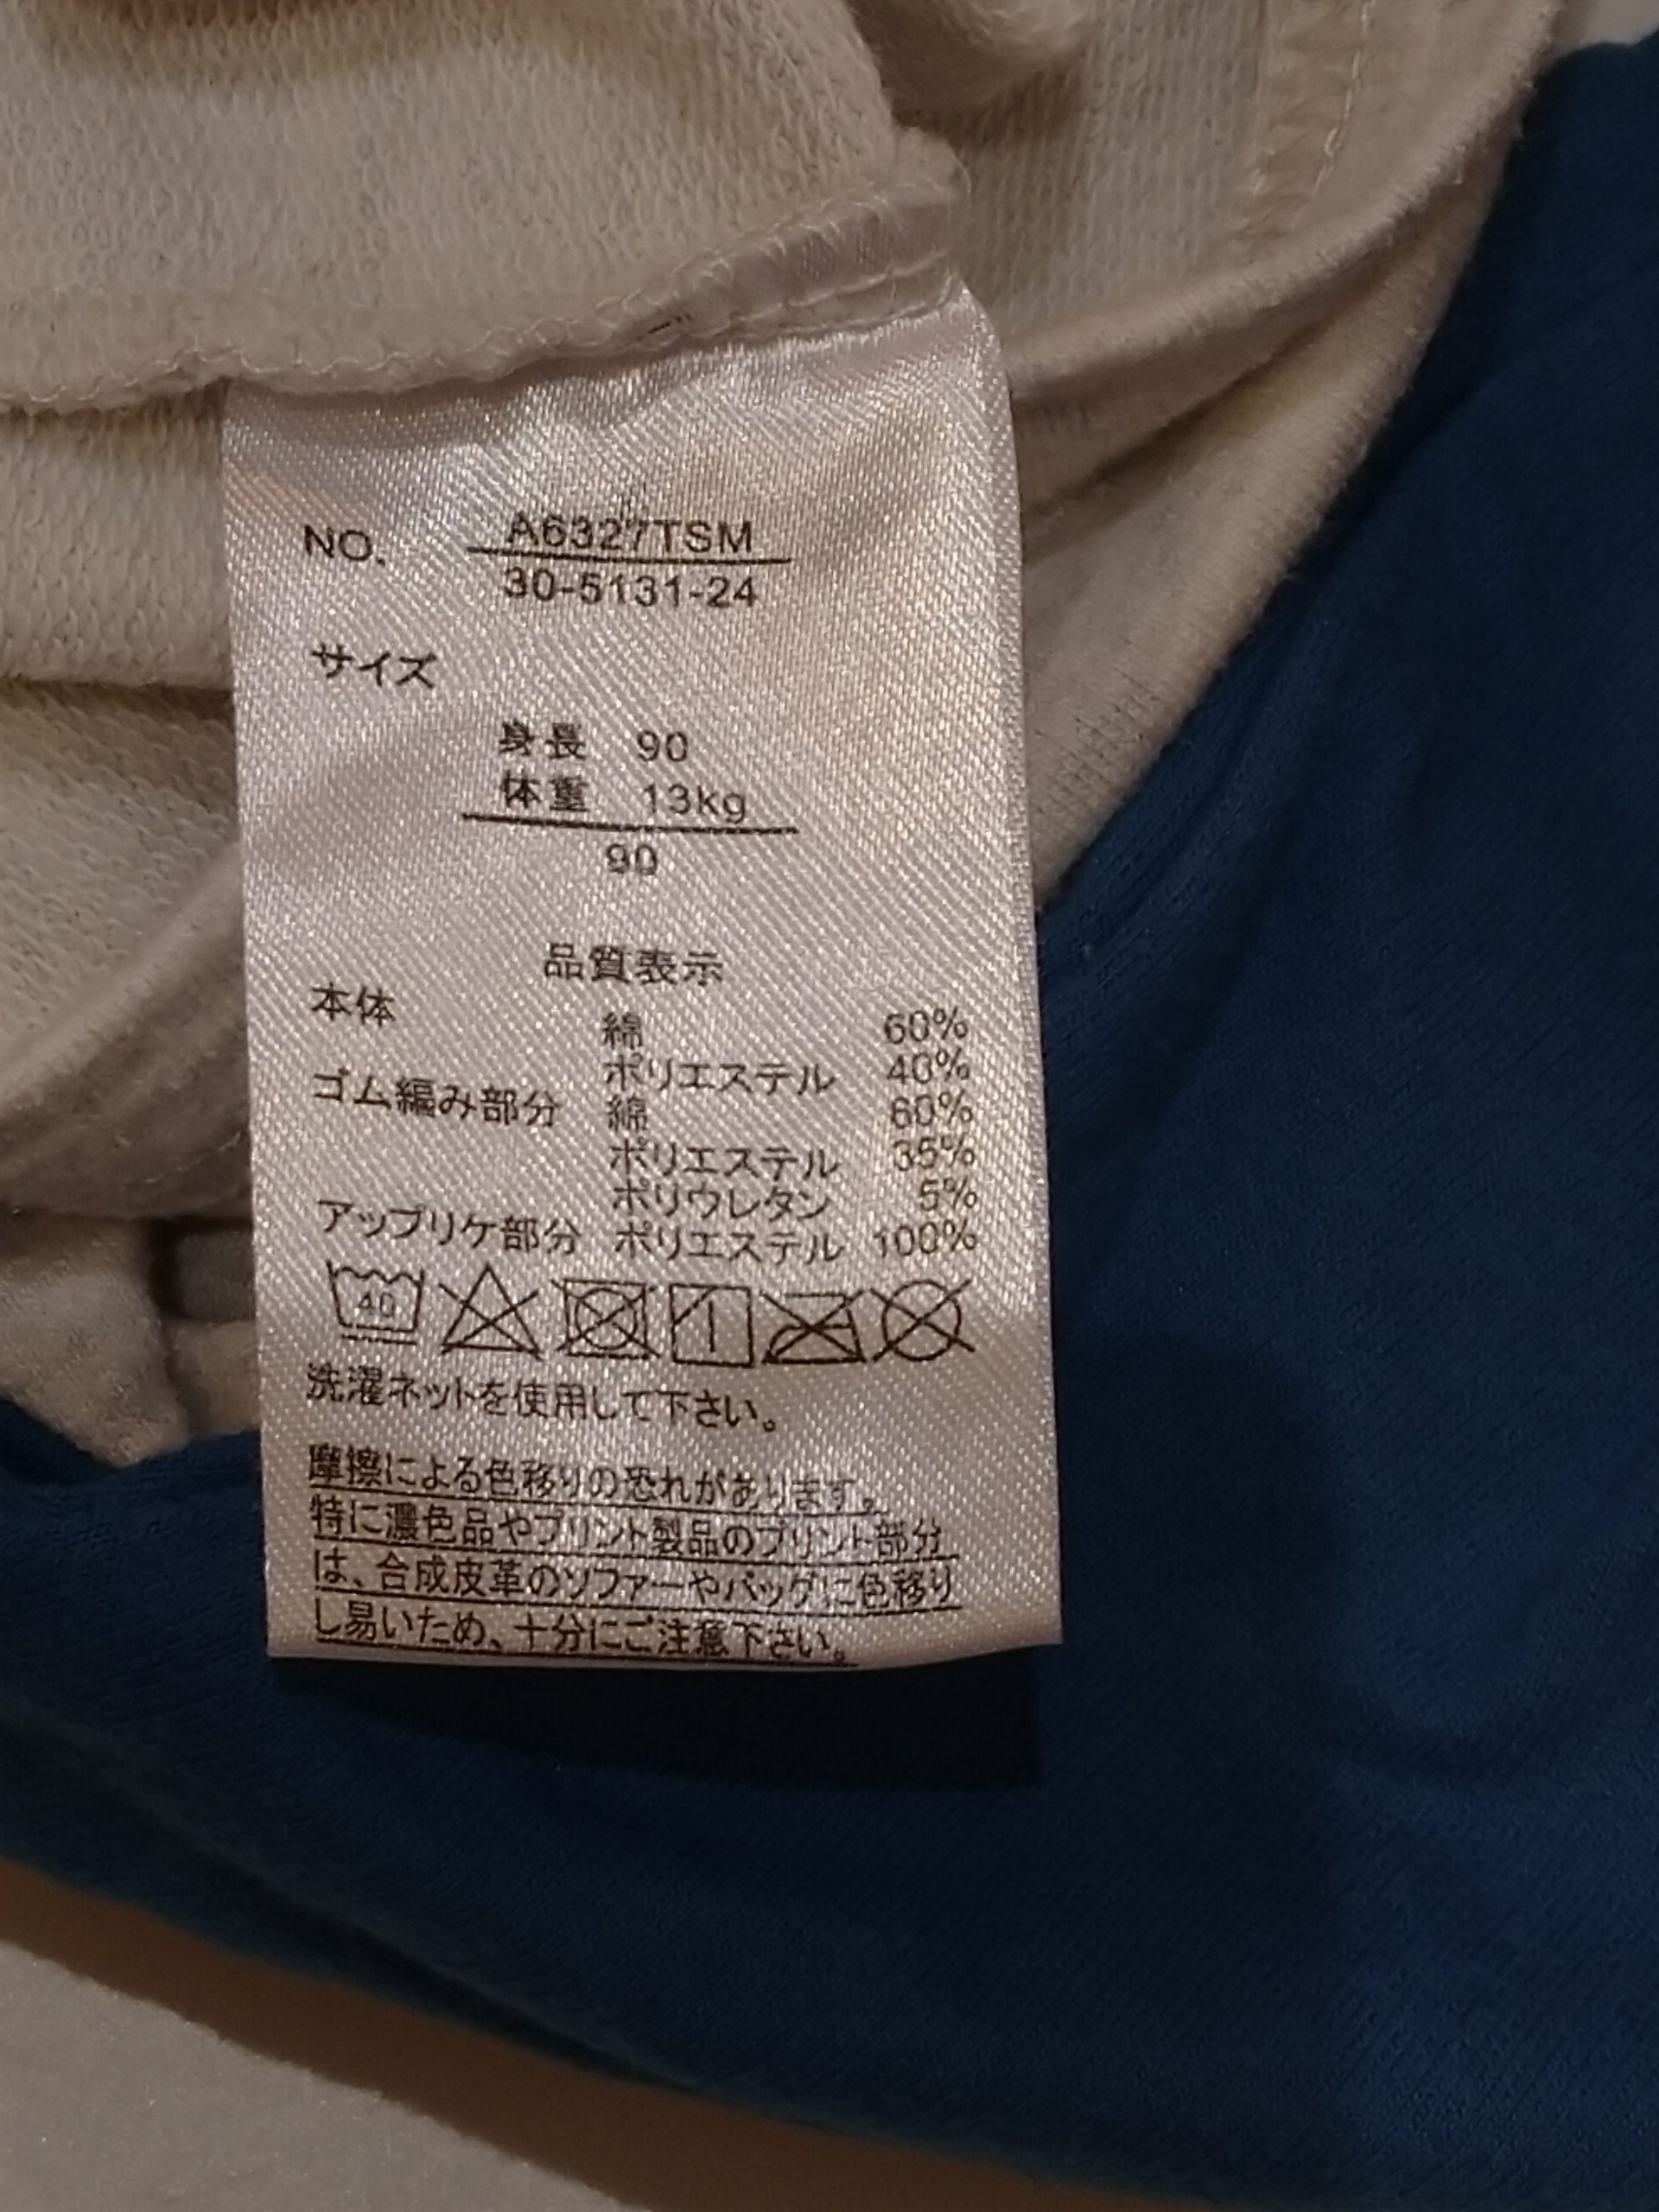 NO. A6327TSM
30-5131-24
サイズ
身長 90
体重 13kg
90
品質表示
本体 綿 60%
ポリエステル 40%
ゴム編み部分 綿 60%
ポリエステル 35%
ポリウレタン 5%
アップリケ部分 ポリエステル 100%
40
洗濯ネットを使用して下さい。
摩擦による色移りの恐れがあります。
特に濃色品やプリント製品のプリント部分
は、合成皮革のソファーやバッグに色移り
し易いため、十分にご注意下さい。